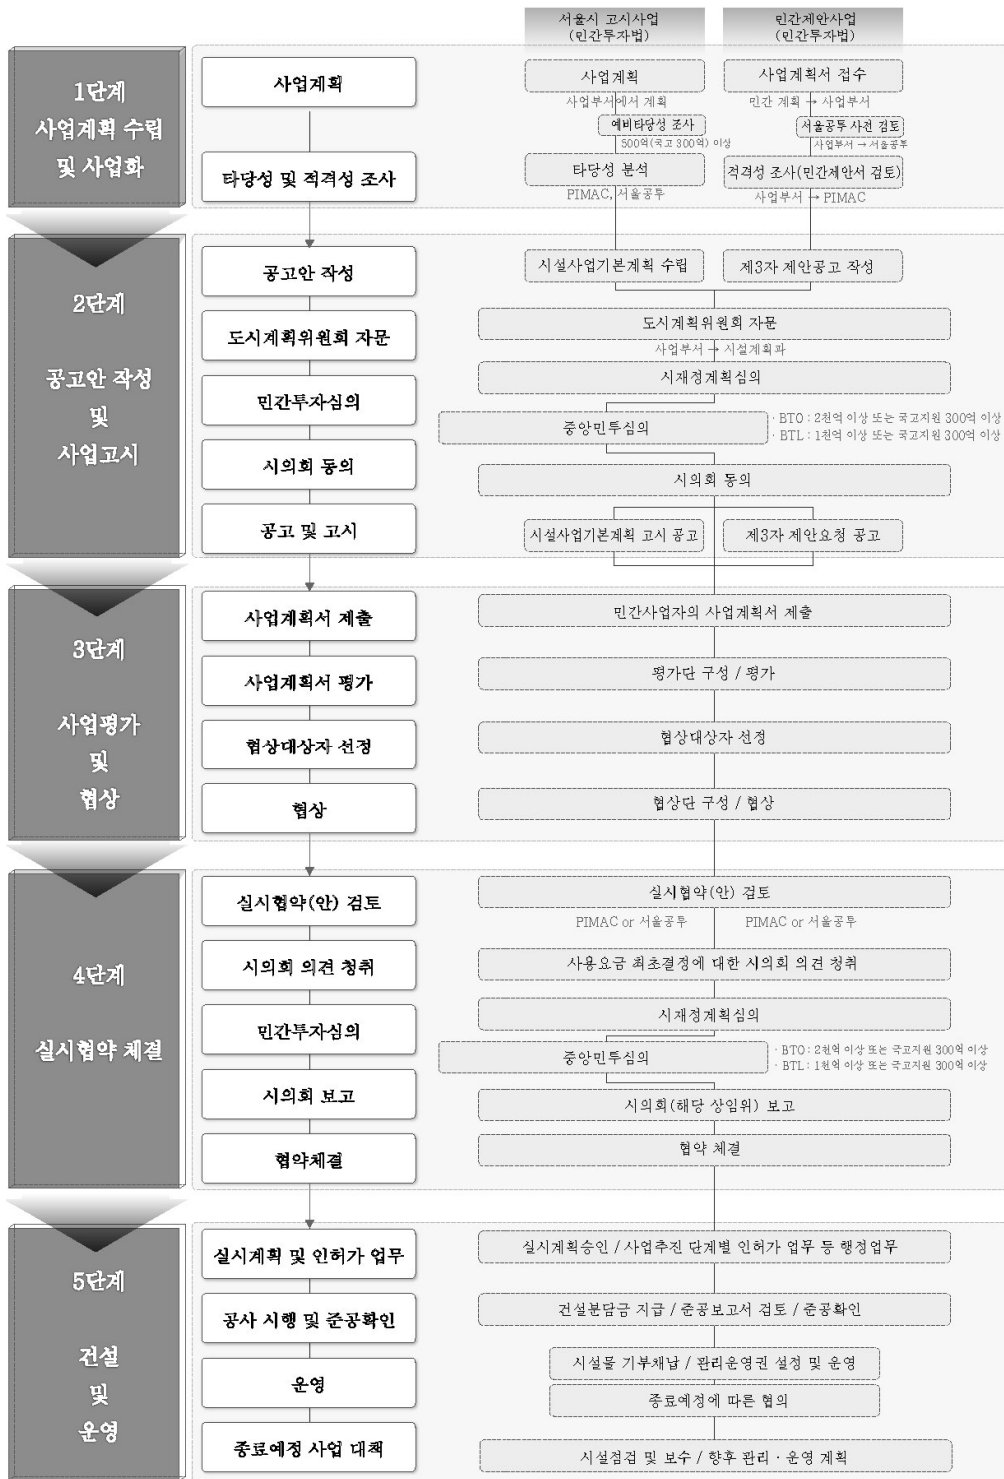 서울시 고시사업
(민간투자법)
민간제안사업
(민간투자법)
1단계
사업계획 수립
및 사업화
사업계획
타당성 및 적격성 조사
사업계획
사업부서에서 계획
예비타당성 조사
500억(국고 300억) 이상
타당성 분석
PIMAC, 서울공투
사업계획서 접수
민간 계획 → 사업부서
서울공투 사전 검토
사업부서 → 서울공투
적격성 조사(민간제안서 검토)
사업부서 → PIMAC
2단계
공고안 작성
및
사업고시
공고안 작성
도시계획위원회 자문
민간투자심의
시의회 동의
공고 및 고시
시설사업기본계획 수립
제3자 제안공고 작성
도시계획위원회 자문
사업부서 → 시설계획과
시재정계획심의
중앙민투심의
· BTO : 2천억 이상 또는 국고지원 300억 이상
· BTL : 1천억 이상 또는 국고지원 300억 이상
시의회 동의
시설사업기본계획 고시 공고
제3자 제안요청 공고
3단계
사업평가
및
협상
사업계획서 제출
사업계획서 평가
협상대상자 선정
협상
민간사업자의 사업계획서 제출
평가단 구성 / 평가
협상대상자 선정
협상단 구성 / 협상
4단계
실시협약 체결
실시협약(안) 검토
시의회 의견 청취
민간투자심의
시의회 보고
협약체결
실시협약(안) 검토
PIMAC or 서울공투
PIMAC or 서울공투
사용요금 최초결정에 대한 시의회 의견 청취
시재정계획심의
중앙민투심의
· BTO : 2천억 이상 또는 국고지원 300억 이상
· BTL : 1천억 이상 또는 국고지원 300억 이상
시의회(해당 상임위) 보고
협약 체결
5단계
건설
및
운영
실시계획 및 인허가 업무
공사 시행 및 준공확인
운영
종료예정 사업 대책
실시계획승인 / 사업추진 단계별 인허가 업무 등 행정업무
건설분담금 지급 / 준공보고서 검토 / 준공확인
시설물 기부채납 / 관리운영권 설정 및 운영
종료예정에 따른 협의
시설점검 및 보수 / 향후 관리 · 운영 계획